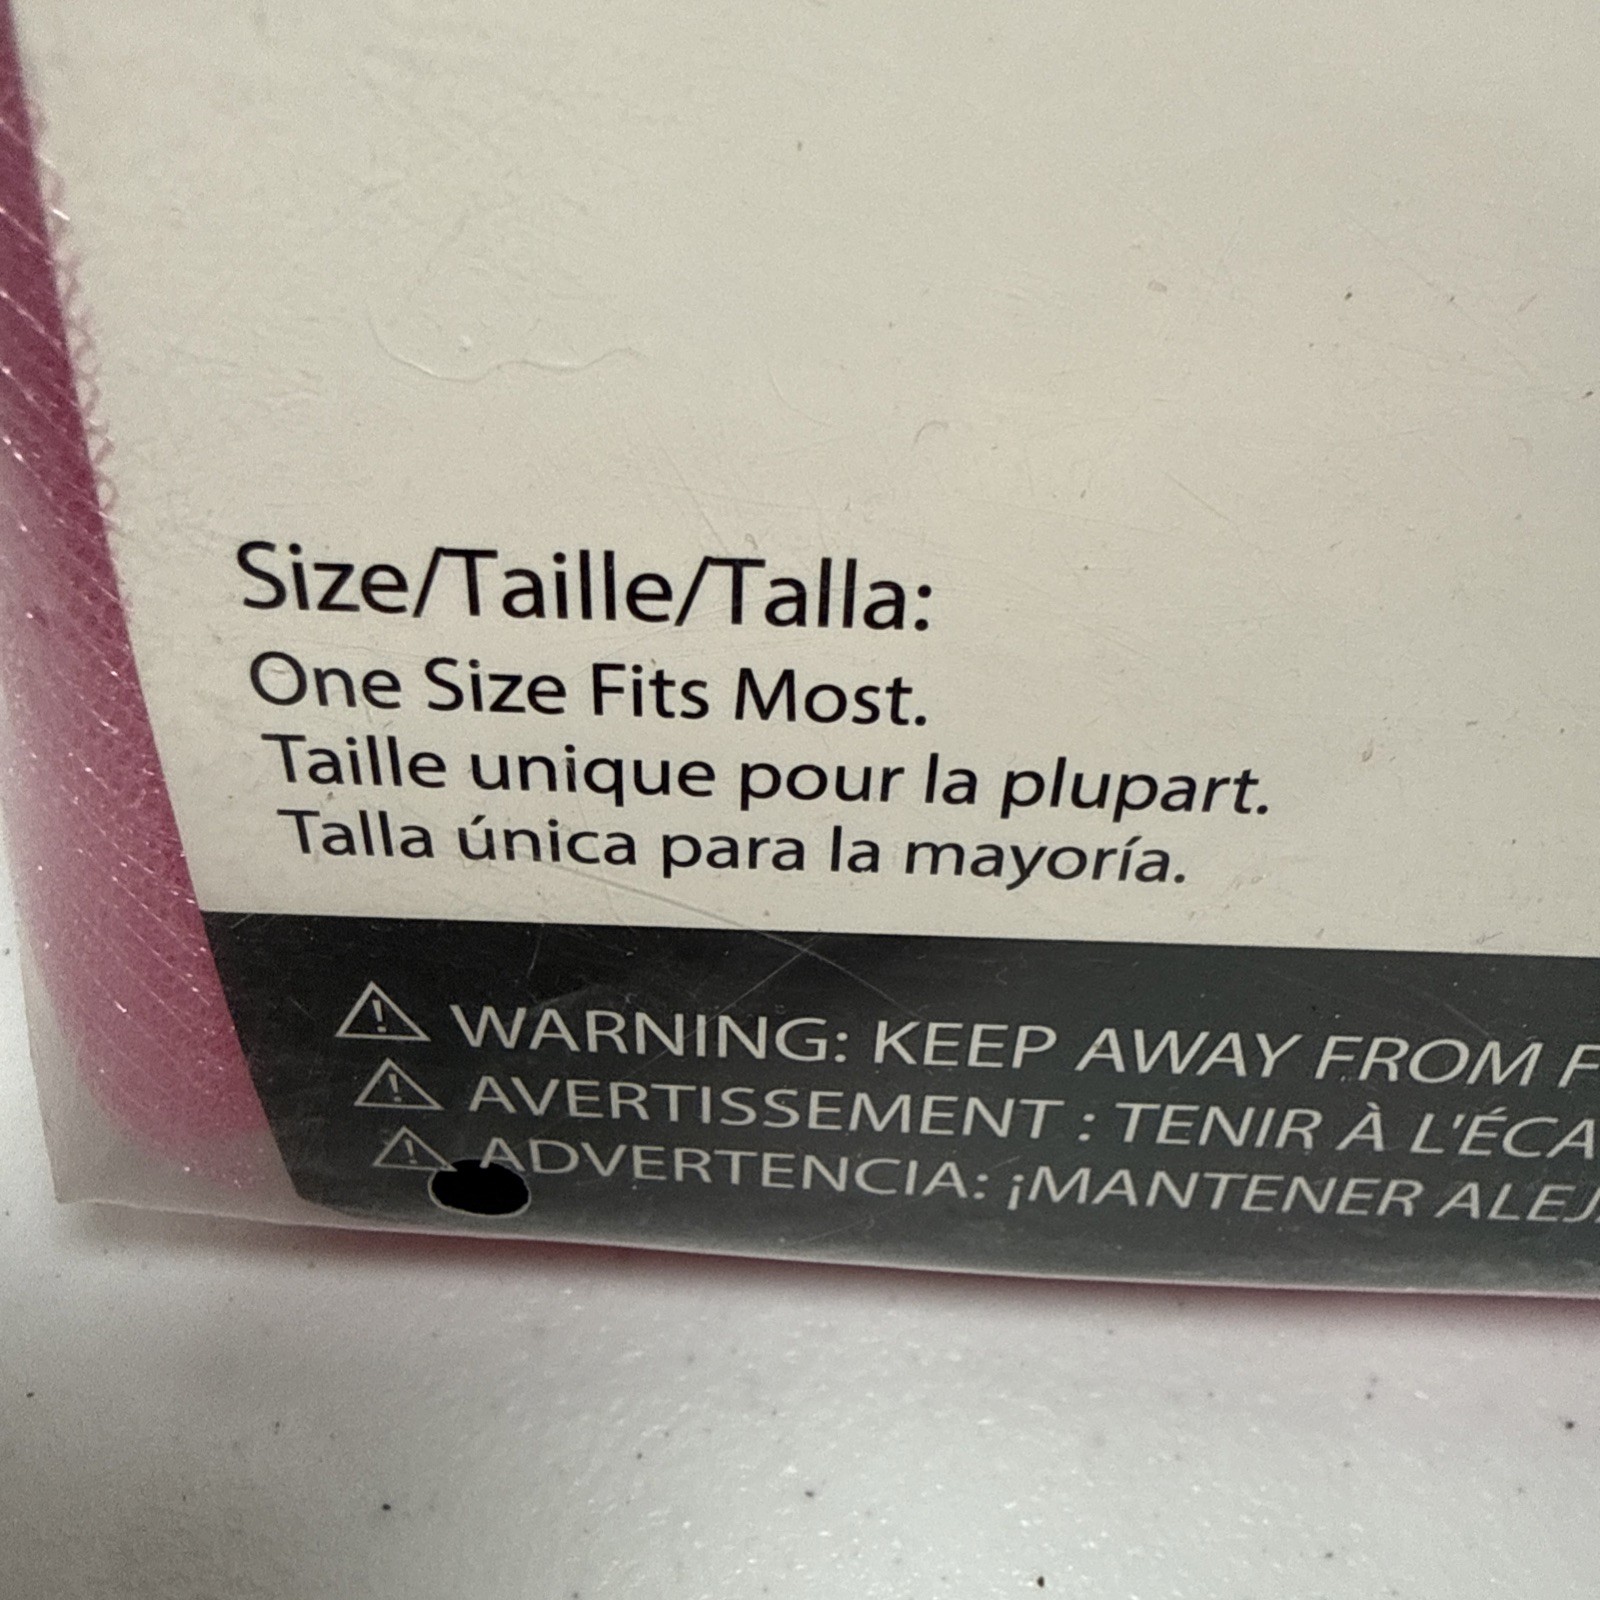 Size/Taille/Talla:
One Size Fits Most.
Taille unique pour la plupart.
Talla única para la mayoría.
⚠ WARNING: KEEP AWAY FROM
⚠ AVERTISSEMENT : TENIR À
⚠ ADVERTENCIA: ¡MANTENER